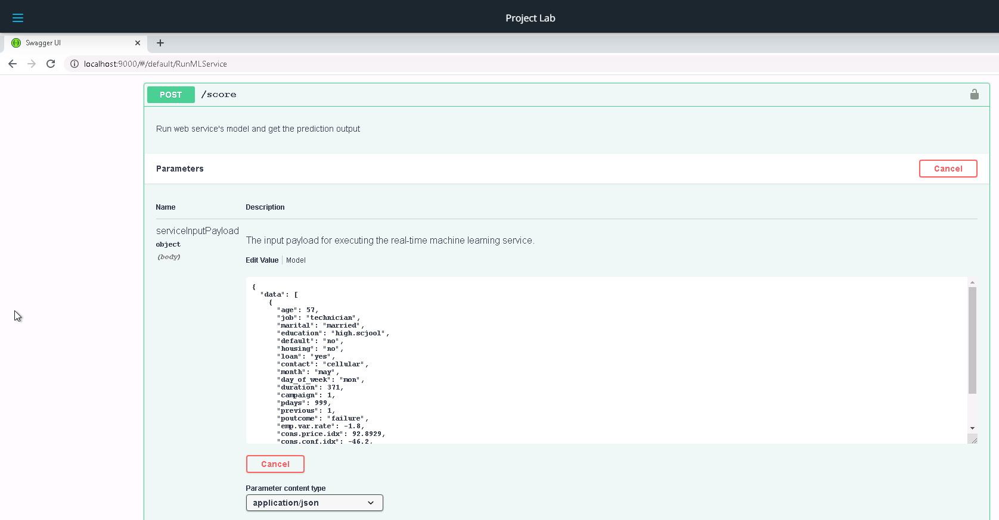 Project Lab
Swagger UI
localhost:9000/#/default/RunMLService
POST /score
Run web service's model and get the prediction output
Parameters
Cancel
Name Description
serviceInputPayload
object
(body)
The input payload for executing the real-time machine learning service.
Edit Value Model
{
"data": [
{
"age": 57,
"job": "technician",
"marital": "married",
"education": "high.scjool",
"default": "no",
"housing": "no",
"loan": "yes",
"contact": "cellular",
"month": "may",
"day_of_week": "mon",
"duration": 371,
"campaign": 1,
"pdays": 999,
"previous": 1,
"poutcome": "failure",
"emp.var.rate": -1.8,
"cons.price.idx": 92.8929,
"cons.conf.idx": -46.2,
Cancel
Parameter content type
application/json